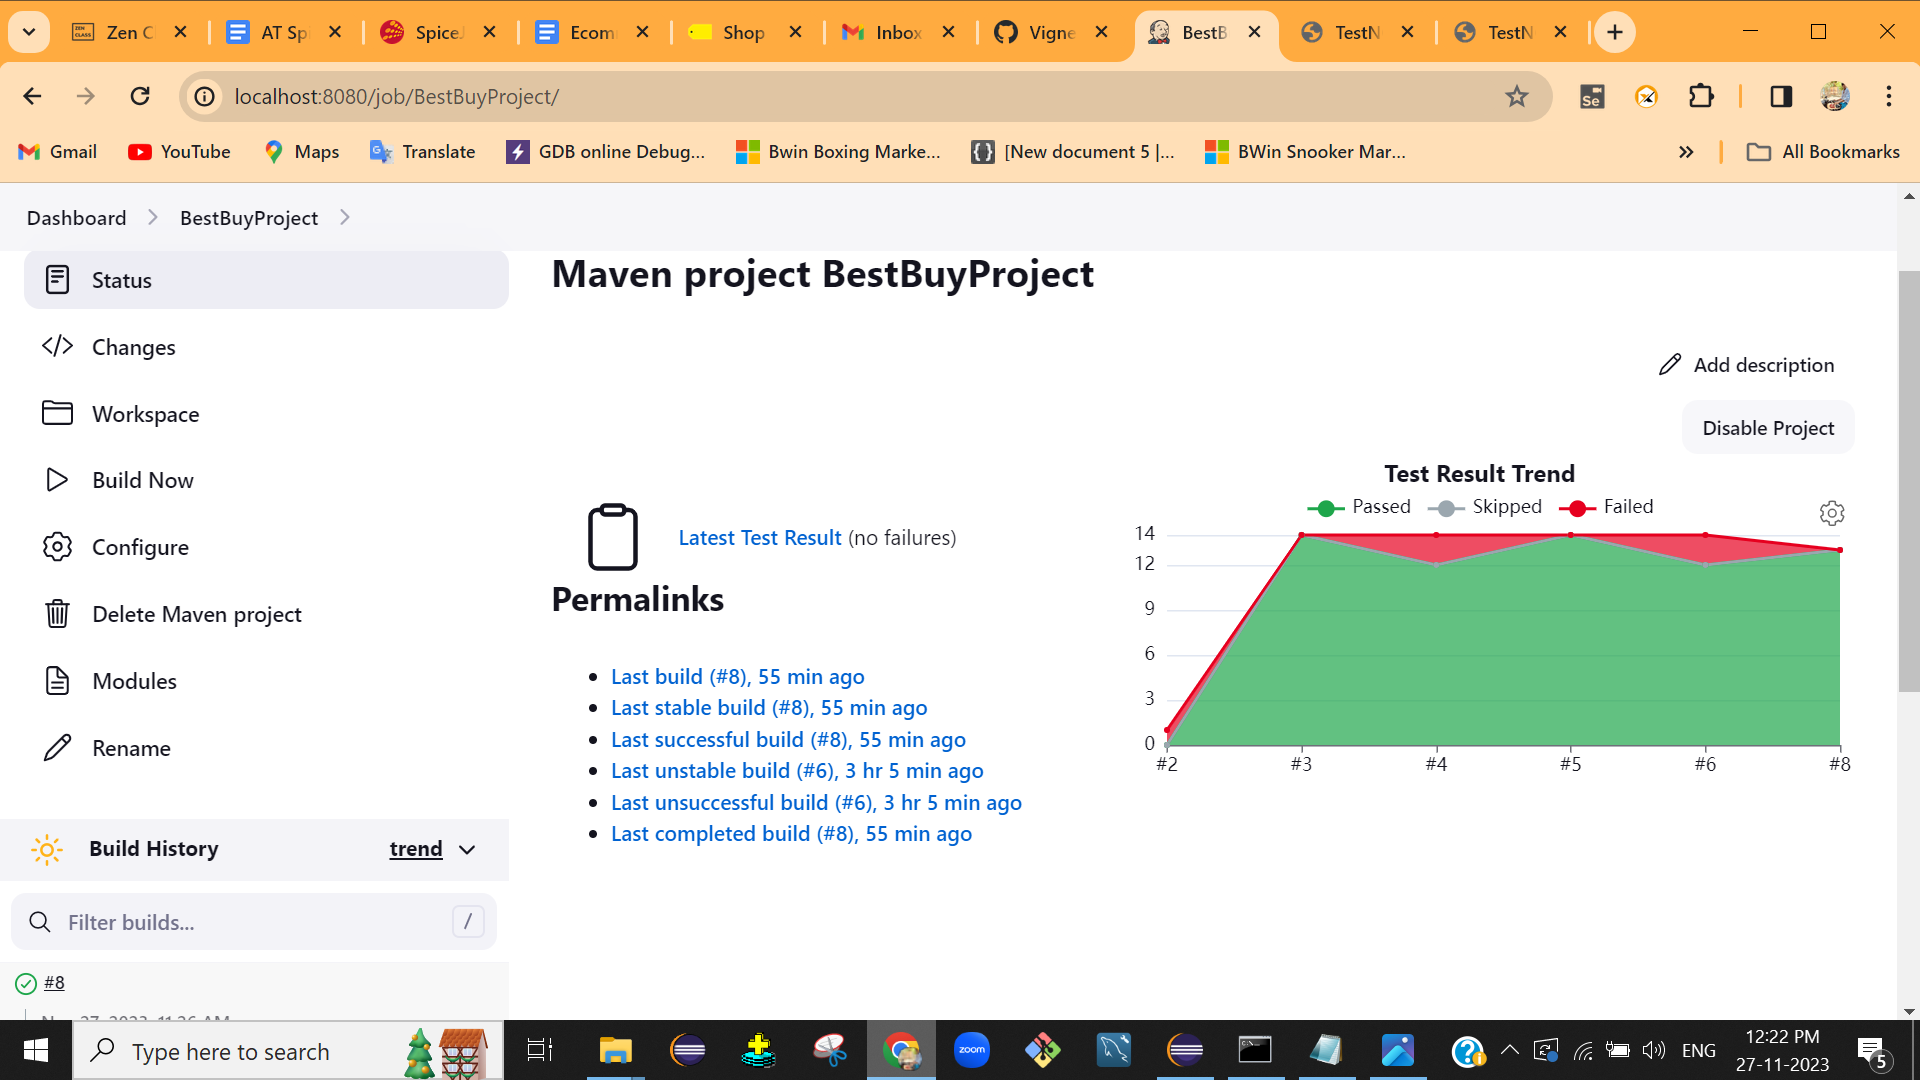 Zen C
AT Sp
SpiceJ
Ecom
Shop
Inbox
Vigne
BestB
TestN
TestN
localhost:8080/job/BestBuyProject/
Gmail
YouTube
Maps
Translate
GDB online Debug...
Bwin Boxing Marke...
[New document 5 |...
BWin Snooker Mar...
All Bookmarks
Dashboard
BestBuyProject
Status
Changes
Workspace
Build Now
Configure
Delete Maven project
Modules
Rename
Build History
trend
Filter builds...
/
#8
Maven project BestBuyProject
Add description
Disable Project
Latest Test Result (no failures)
Permalinks
Last build (#8), 55 min ago
Last stable build (#8), 55 min ago
Last successful build (#8), 55 min ago
Last unstable build (#6), 3 hr 5 min ago
Last unsuccessful build (#6), 3 hr 5 min ago
Last completed build (#8), 55 min ago
Test Result Trend
Passed
Skipped
Failed
14
12
9
6
3
0
#2
#3
#4
#5
#6
#8
Type here to search
zoom
ENG
12:22 PM
27-11-2023
5